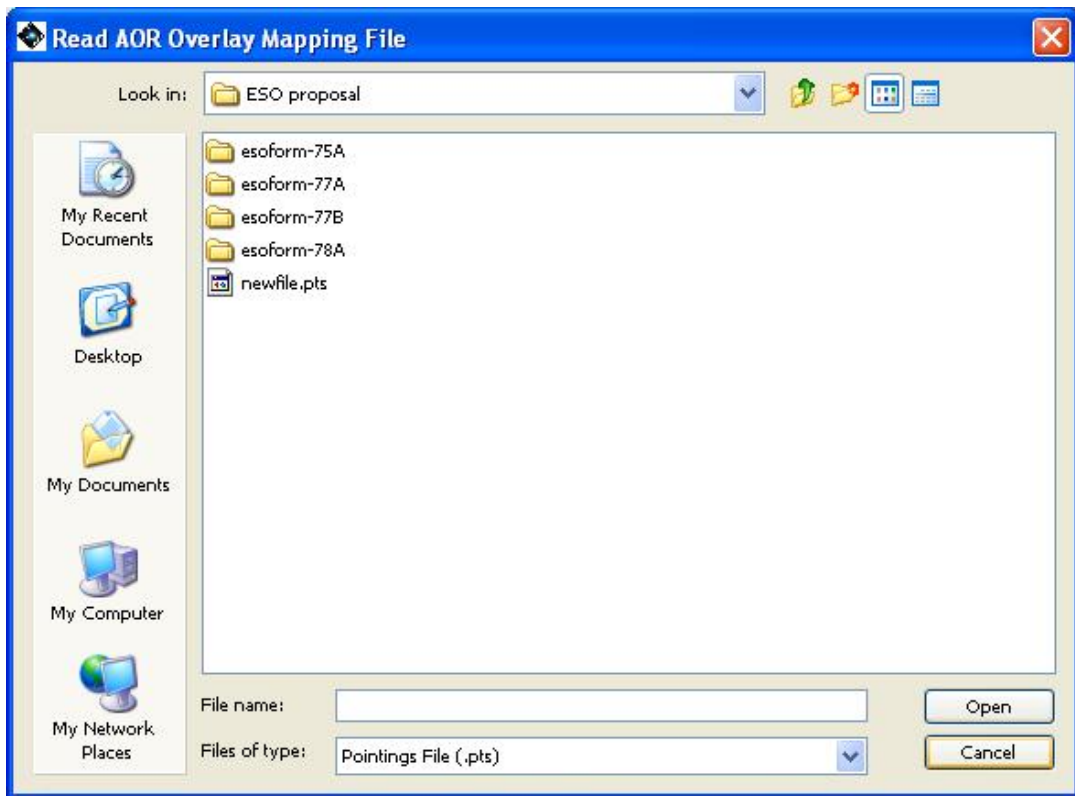 Read AOR Overlay Mapping File
Look in:
ESO proposal
esoform-75A
esoform-77A
esoform-77B
esoform-78A
newfile.pts
My Recent
Documents
Desktop
My Documents
My Computer
My Network
Places
File name:
Open
Files of type:
Pointings File (.pts)
Cancel